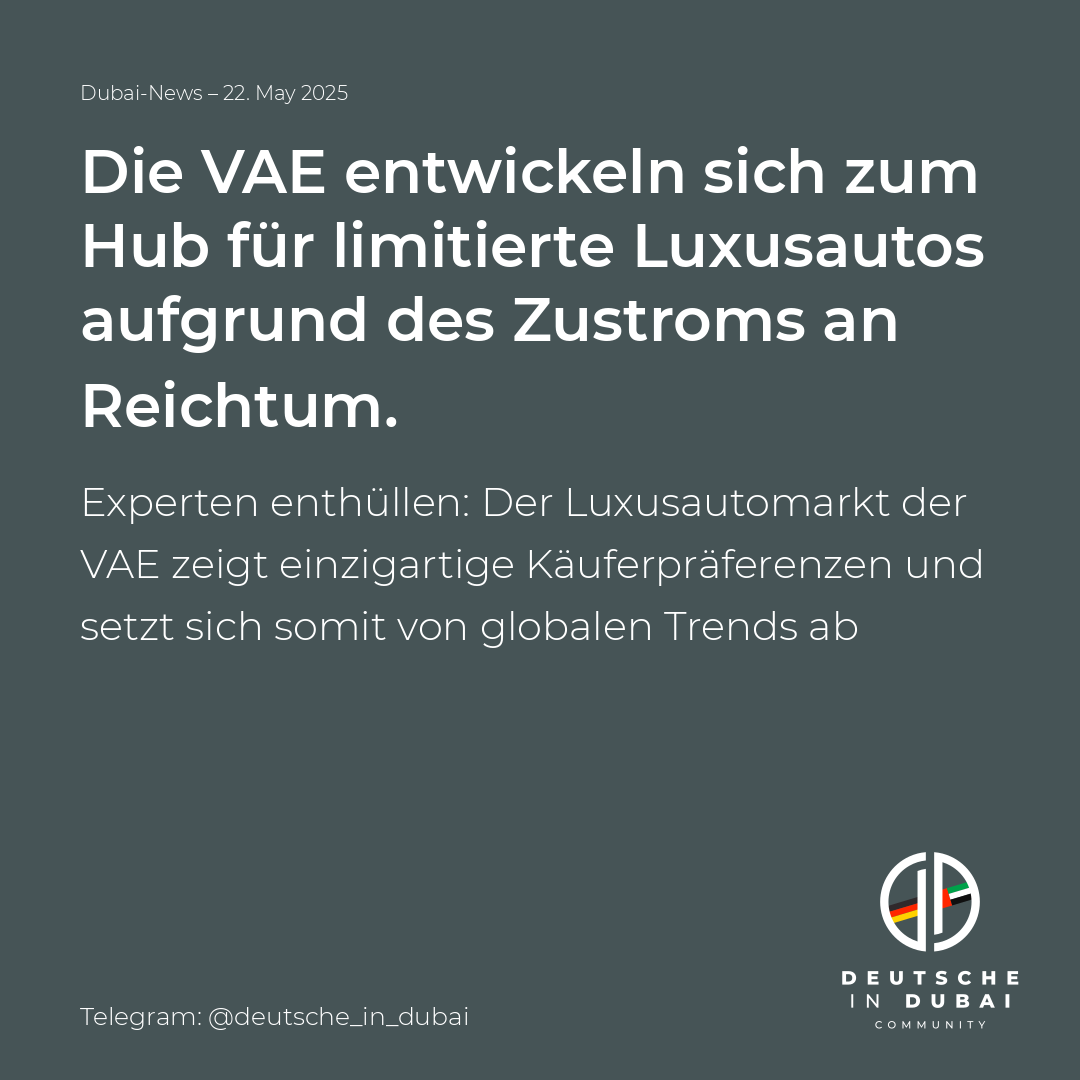 Dubai-News – 22. May 2025
Die VAE entwickeln sich zum
Hub für limitierte Luxusautos
aufgrund des Zustroms an
Reichtum.
Experten enthüllen: Der Luxusautomarkt der
VAE zeigt einzigartige Käuferpräferenzen und
setzt sich somit von globalen Trends ab
DEUTSCHE
IN DUBAI
COMMUNITY
Telegram: @deutsche_in_dubai